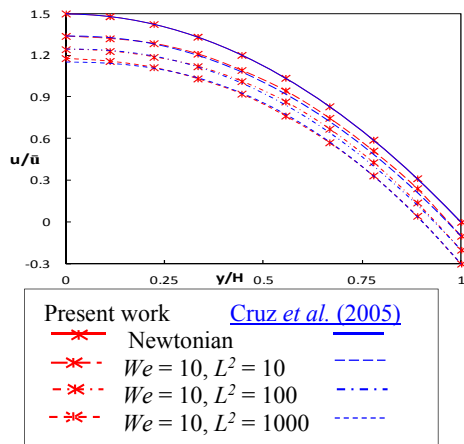 1.5
1.2
0.9
u/ū
0.6
0.3
0
-0.3
0 0.25 0.5 0.75 1
y/H
Present work Cruz et al. (2005)
Newtonian
We = 10, L² = 10
We = 10, L² = 100
We = 10, L² = 1000